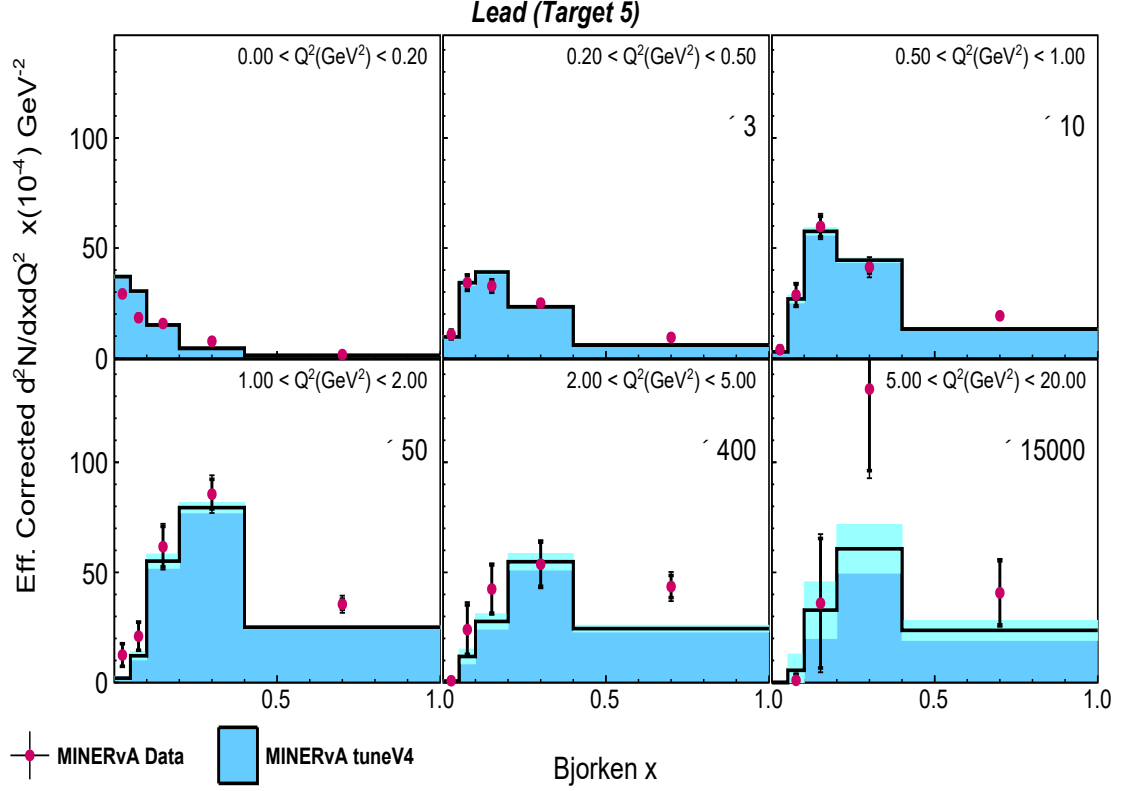 Lead (Target 5)
Eff. Corrected d²N/dxdQ² x(10⁻⁴) GeV⁻²
0.00 < Q²(GeV²) < 0.20
0.20 < Q²(GeV²) < 0.50
´ 3
0.50 < Q²(GeV²) < 1.00
´ 10
100
50
0
1.00 < Q²(GeV²) < 2.00
´ 50
2.00 < Q²(GeV²) < 5.00
´ 400
5.00 < Q²(GeV²) < 20.00
´ 15000
100
50
0
0.5 1.0 0.5 1.0 0.5 1.0
MINERvA Data
MINERvA tuneV4
Bjorken x